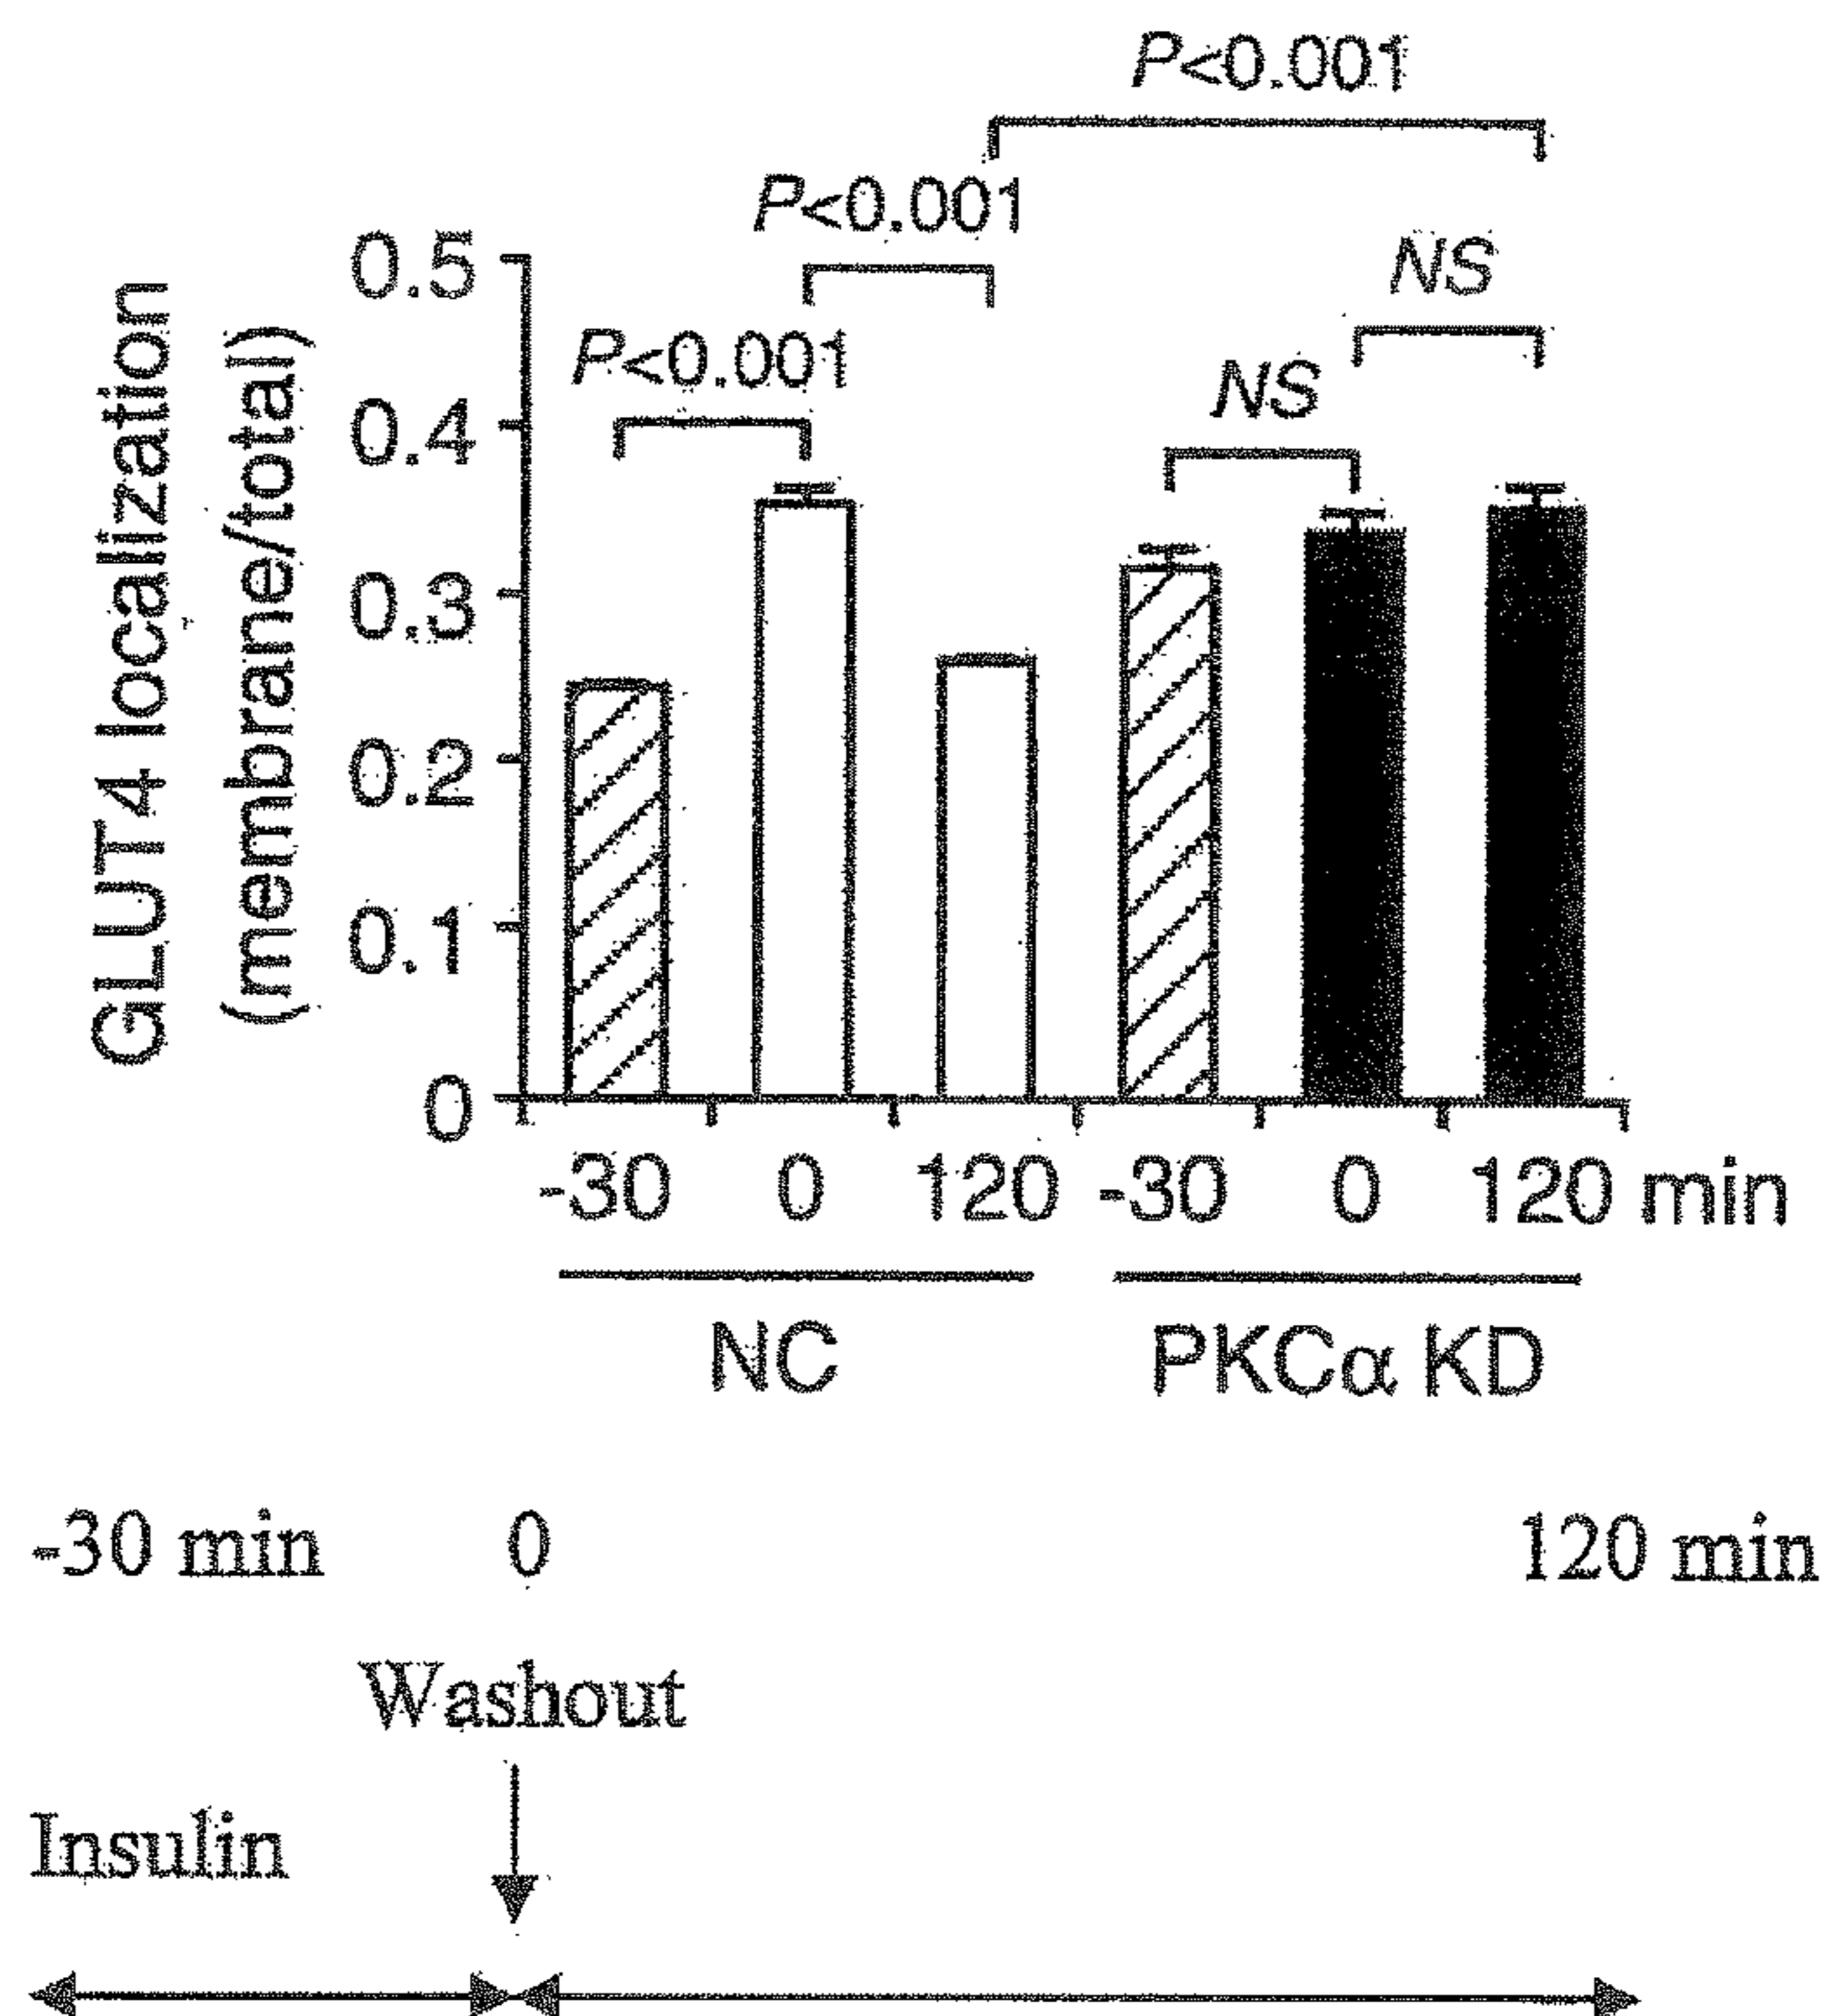 P<0.001
P<0.001
NS
P<0.001
NS
GLUT4 localization
(membrane/total)
0.5
0.4
0.3
0.2
0.1
0
-30 0 120 -30 0 120 min
NC PKCα KD
-30 min 0 120 min
Washout
Insulin